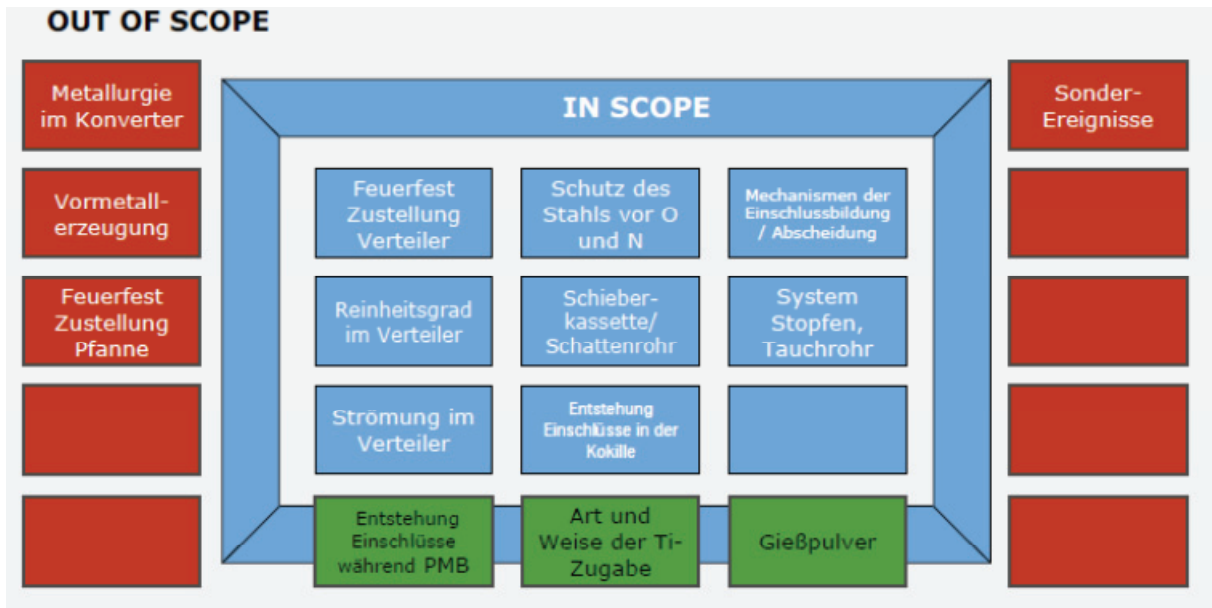 OUT OF SCOPE
Metallurgie
im Konverter
IN SCOPE
Sonder-
Ereignisse
Vormetall-
erzeugung
Feuerfest
Zustellung
Verteiler
Schutz des
Stahls vor O
und N
Mechanismen der
Einschlussbildung
/ Abscheidung
Feuerfest
Zustellung
Pfanne
Reinheitsgrad
im Verteiler
Schieber-
kassette/
Schattenrohr
System
Stopfen,
Tauchrohr
Strömung im
Verteiler
Entstehung
Einschlüsse in der
Kokille
Entstehung
Einschlüsse
während PMB
Art und
Weise der Ti-
Zugabe
Gießpulver